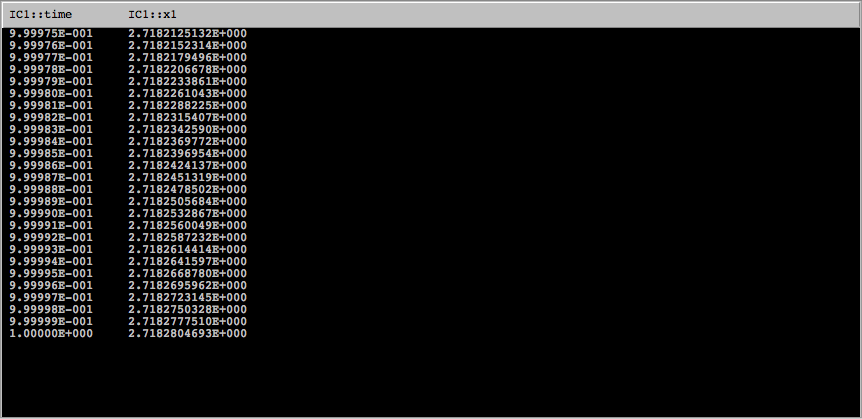 IC1::time IC1::x1
9.99975E-001 2.7182125132E+000
9.99976E-001 2.7182152314E+000
9.99977E-001 2.7182179496E+000
9.99978E-001 2.7182206678E+000
9.99979E-001 2.7182233861E+000
9.99980E-001 2.7182261043E+000
9.99981E-001 2.7182288225E+000
9.99982E-001 2.7182315407E+000
9.99983E-001 2.7182342590E+000
9.99984E-001 2.7182369772E+000
9.99985E-001 2.7182396954E+000
9.99986E-001 2.7182424137E+000
9.99987E-001 2.7182451319E+000
9.99988E-001 2.7182478502E+000
9.99989E-001 2.7182505684E+000
9.99990E-001 2.7182532867E+000
9.99991E-001 2.7182560049E+000
9.99992E-001 2.7182587232E+000
9.99993E-001 2.7182614414E+000
9.99994E-001 2.7182641597E+000
9.99995E-001 2.7182668780E+000
9.99996E-001 2.7182695962E+000
9.99997E-001 2.7182723145E+000
9.99998E-001 2.7182750328E+000
9.99999E-001 2.7182777510E+000
1.00000E+000 2.7182804693E+000